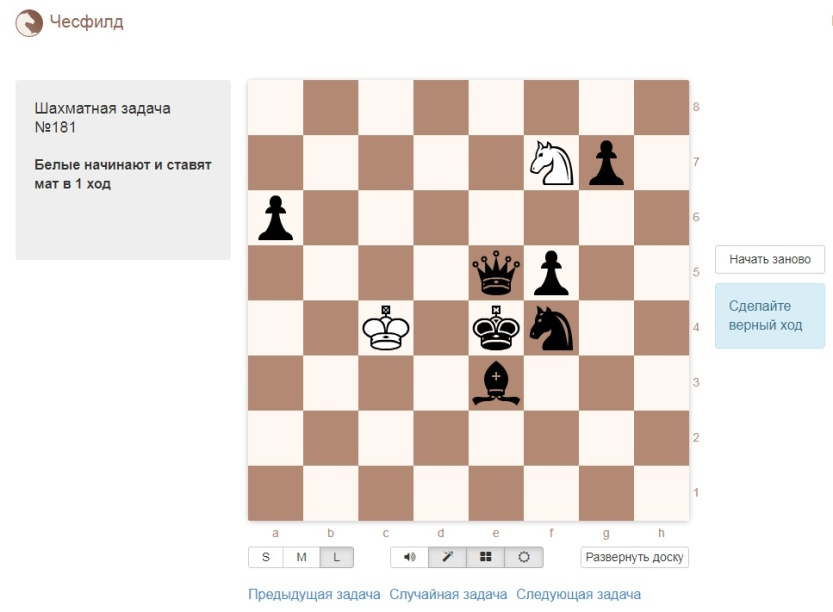 Чесфилд
Шахматная задача
№181
Белые начинают и ставят
мат в 1 ход
8
7
6
5
4
3
2
1
a b c d e f g h
Начать заново
Сделайте
верный ход
S M L
Развернуть доску
Предыдущая задача Случайная задача Следующая задача